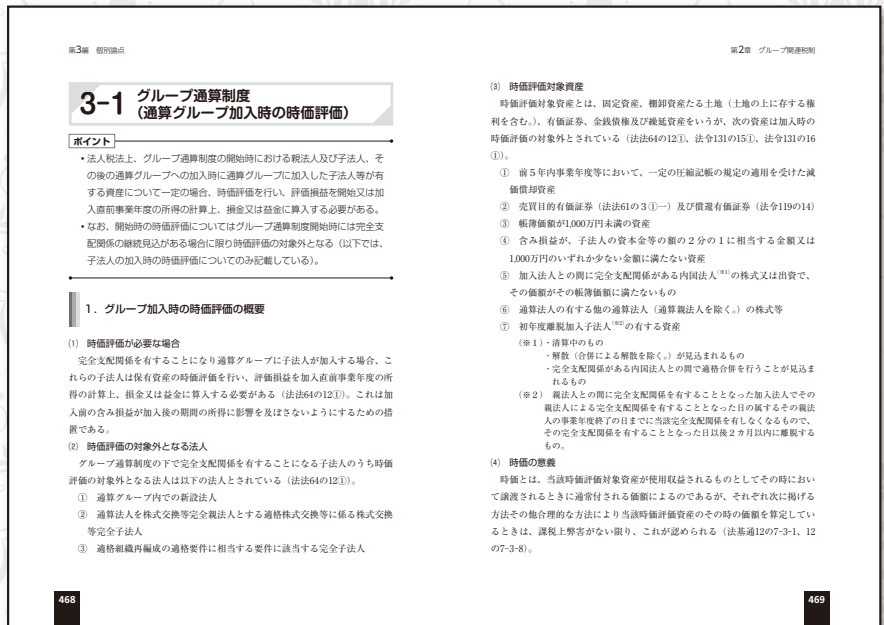 第3編 個別論点
3-1 グループ通算制度
(通算グループ加入時の時価評価)
ポイント
・法人税法上、グループ通算制度の開始時における親法人及び子法人、そ
の後の通算グループへの加入時に通算グループに加入した子法人等が有
する資産について一定の場合、時価評価を行い、評価損益を開始又は加
入直前事業年度の所得の計算上、損金又は益金に算入する必要がある。
・なお、開始時の時価評価についてはグループ通算制度開始時には完全支
配関係の継続見込がある場合に限り時価評価の対象外となる（以下では、
子法人の加入時の時価評価についてのみ記載している）。
1．グループ加入時の時価評価の概要
⑴ 時価評価が必要な場合
完全支配関係を有することになり通算グループに子法人が加入する場合、こ
れらの子法人は保有資産の時価評価を行い、評価損益を加入直前事業年度の所
得の計算上、損金又は益金に算入する必要がある（法法64の12①）。これは加
入前の含み損益が加入後の期間の所得に影響を及ぼさないようにするための措
置である。
⑵ 時価評価の対象外となる法人
グループ通算制度の下で完全支配関係を有することになる子法人のうち時価
評価の対象外となる法人は以下の法人とされている（法法64の12①）。
① 通算グループ内での新設法人
② 通算法人を株式交換等完全親法人とする適格株式交換等に係る株式交換
等完全子法人
③ 適格組織再編成の適格要件に相当する要件に該当する完全子法人
468
第2章 グループ関連税制
⑶ 時価評価対象資産
時価評価対象資産とは、固定資産、棚卸資産たる土地（土地の上に存する権
利を含む。）、有価証券、金銭債権及び繰延資産をいうが、次の資産は加入時の
時価評価の対象外とされている（法法64の12①、法令131の15①、法令131の16
①）。
① 前5年内事業年度等において、一定の圧縮記帳の規定の適用を受けた減
価償却資産
② 売買目的有価証券（法法61の3①一）及び償還有価証券（法令119の14）
③ 帳簿価額が1,000万円未満の資産
④ 含み損益が、子法人の資本金等の額の2分の1に相当する金額又は
1,000万円のいずれか少ない金額に満たない資産
⑤ 加入法人との間に完全支配関係がある内国法人(※1)の株式又は出資で、
その価額がその帳簿価額に満たないもの
⑥ 通算法人の有する他の通算法人（通算親法人を除く。）の株式等
⑦ 初年度離脱加入子法人(※2)の有する資産
（※1）・清算中のもの
・解散（合併による解散を除く。）が見込まれるもの
・完全支配関係がある内国法人との間で適格合併を行うことが見込ま
れるもの
（※2） 親法人との間に完全支配関係を有することとなった加入法人でその
親法人による完全支配関係を有することとなった日の属するその親法
人の事業年度終了の日までに当該完全支配関係を有しなくなるもので、
その完全支配関係を有することとなった日以後2カ月以内に離脱する
もの。
⑷ 時価の意義
時価とは、当該時価評価対象資産が使用収益されるものとしてその時におい
て譲渡されるときに通常付される価額によるのであるが、それぞれ次に掲げる
方法その他合理的な方法により当該時価評価資産のその時の価額を算定してい
るときは、課税上弊害がない限り、これが認められる（法基通12の7-3-1、12
の7-3-8）。
469